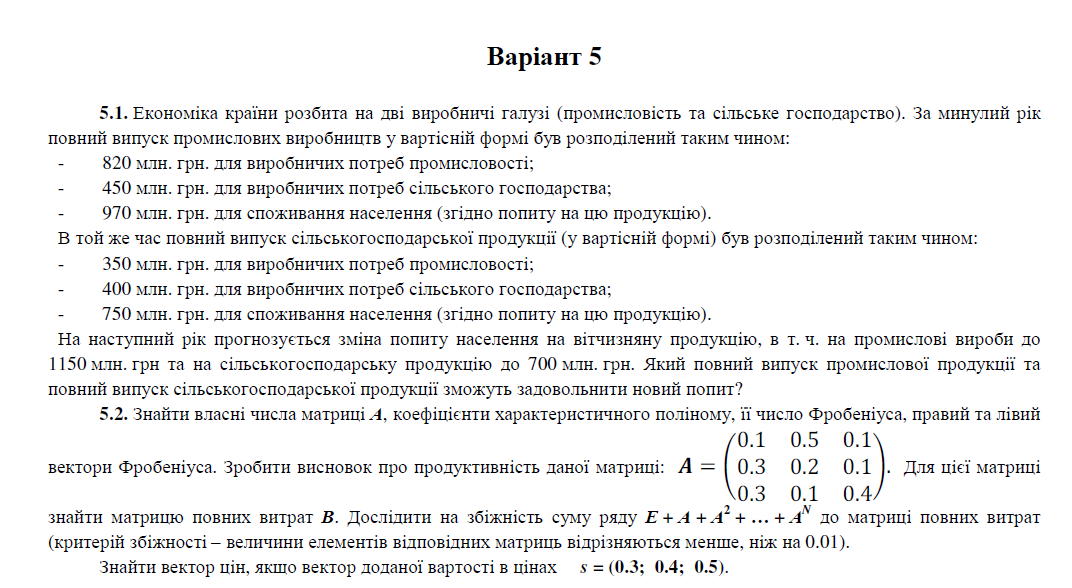 Варіант 5
5.1. Економіка країни розбита на дві виробничі галузі (промисловість та сільське господарство). За минулий рік
повний випуск промислових виробництв у вартісній формі був розподілений таким чином:
- 820 млн. грн. для виробничих потреб промисловості;
- 450 млн. грн. для виробничих потреб сільського господарства;
- 970 млн. грн. для споживання населення (згідно попиту на цю продукцію).
В той же час повний випуск сільськогосподарської продукції (у вартісній формі) був розподілений таким чином:
- 350 млн. грн. для виробничих потреб промисловості;
- 400 млн. грн. для виробничих потреб сільського господарства;
- 750 млн. грн. для споживання населення (згідно попиту на цю продукцію).
На наступний рік прогнозується зміна попиту населення на вітчизняну продукцію, в т. ч. на промислові вироби до
1150 млн. грн та на сільськогосподарську продукцію до 700 млн. грн. Який повний випуск промислової продукції та
повний випуск сільськогосподарської продукції зможуть задовольнити новий попит?
5.2. Знайти власні числа матриці A, коефіцієнти характеристичного поліному, її число Фробеніуса, правий та лівий
вектори Фробеніуса. Зробити висновок про продуктивність даної матриці: A = (0.1 0.5 0.1
0.3 0.2 0.1
0.3 0.1 0.4). Для цієї матриці
знайти матрицю повних витрат B. Дослідити на збіжність суму ряду E + A + A² + ... + Aᴺ до матриці повних витрат
(критерій збіжності – величини елементів відповідних матриць відрізняються менше, ніж на 0.01).
Знайти вектор цін, якщо вектор доданої вартості в цінах s = (0.3; 0.4; 0.5).